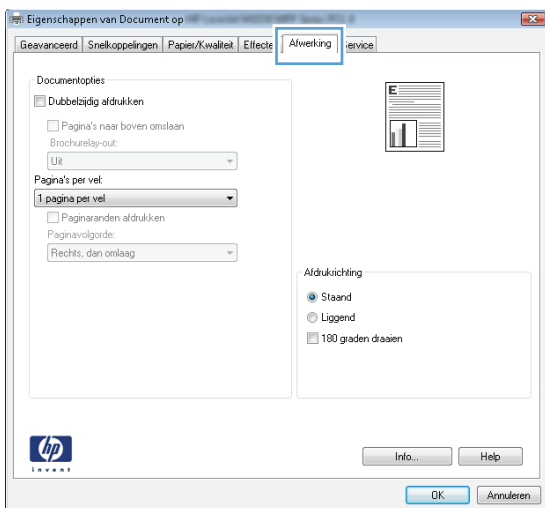 Eigenschappen van Document op
Geavanceerd Snelkoppelingen Papier/Kwaliteit Effecte Afwerking ervice
Documentopties
Dubbelzijdig afdrukken
Pagina's naar boven omslaan
Brochurelay-out:
Uit
Pagina's per vel:
1 pagina per vel
Paginaranden afdrukken
Paginavolgorde:
Rechts, dan omlaag
E
Afdrukrichting
Staand
Liggend
180 graden draaien
hp
invent
Info... Help
OK Annuleren